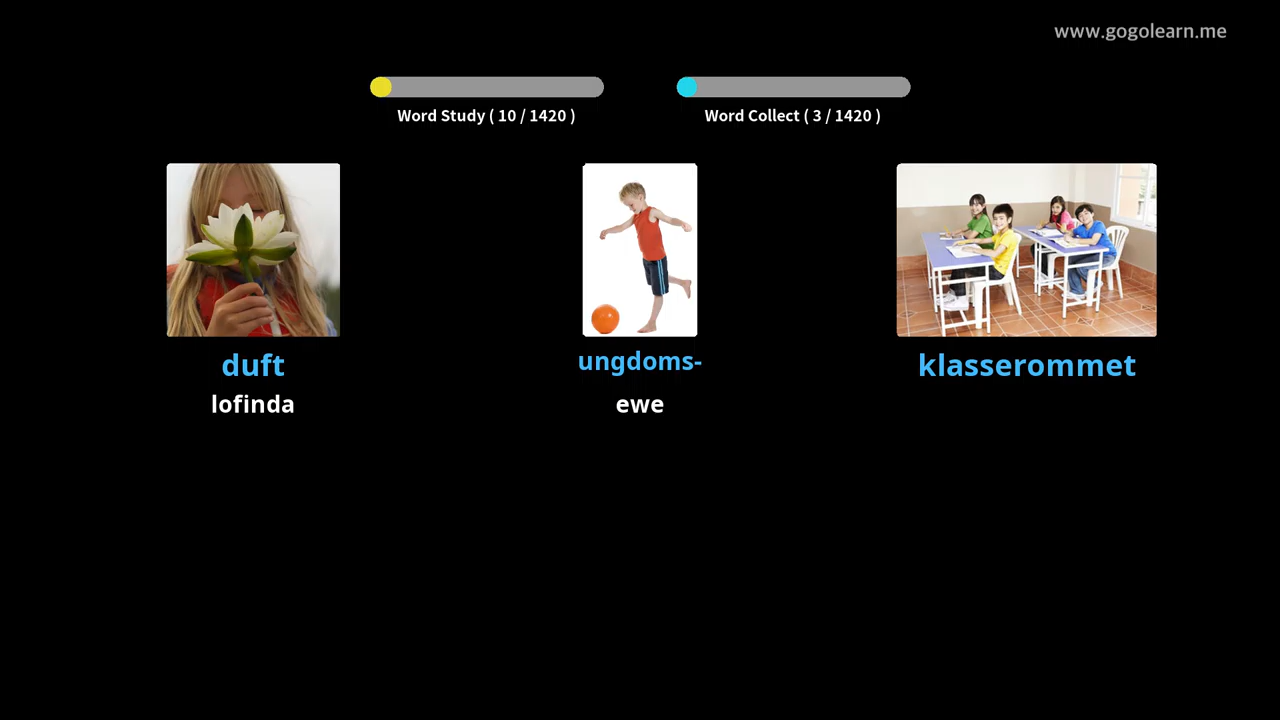 www.gogolearn.me
Word Study ( 10 / 1420 )
Word Collect ( 3 / 1420 )
duft
ungdoms-
klasserommet
lofinda
ewe